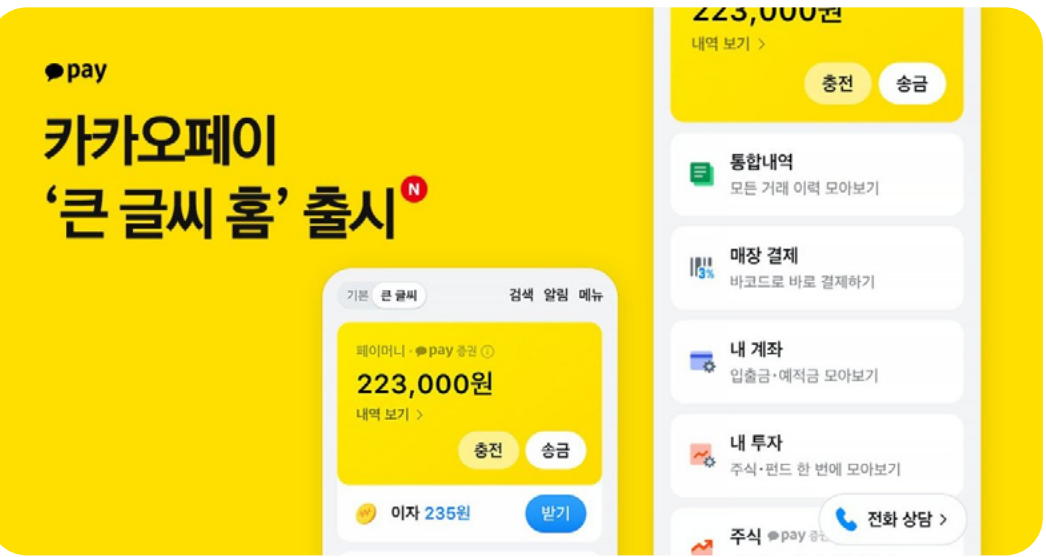 pay
카카오페이
‘큰 글씨 홈’ 출시 N
기본 큰 글씨 검색 알림 메뉴
페이머니 · pay 증권
223,000원
내역 보기 >
충전 송금
이자 235원 받기
223,000원
내역 보기 >
충전 송금
통합내역
모든 거래 이력 모아보기
3%
매장 결제
바코드로 바로 결제하기
내 계좌
입출금·예적금 모아보기
내 투자
주식·펀드 한 번에 모아보기
주식 pay
전화 상담 >